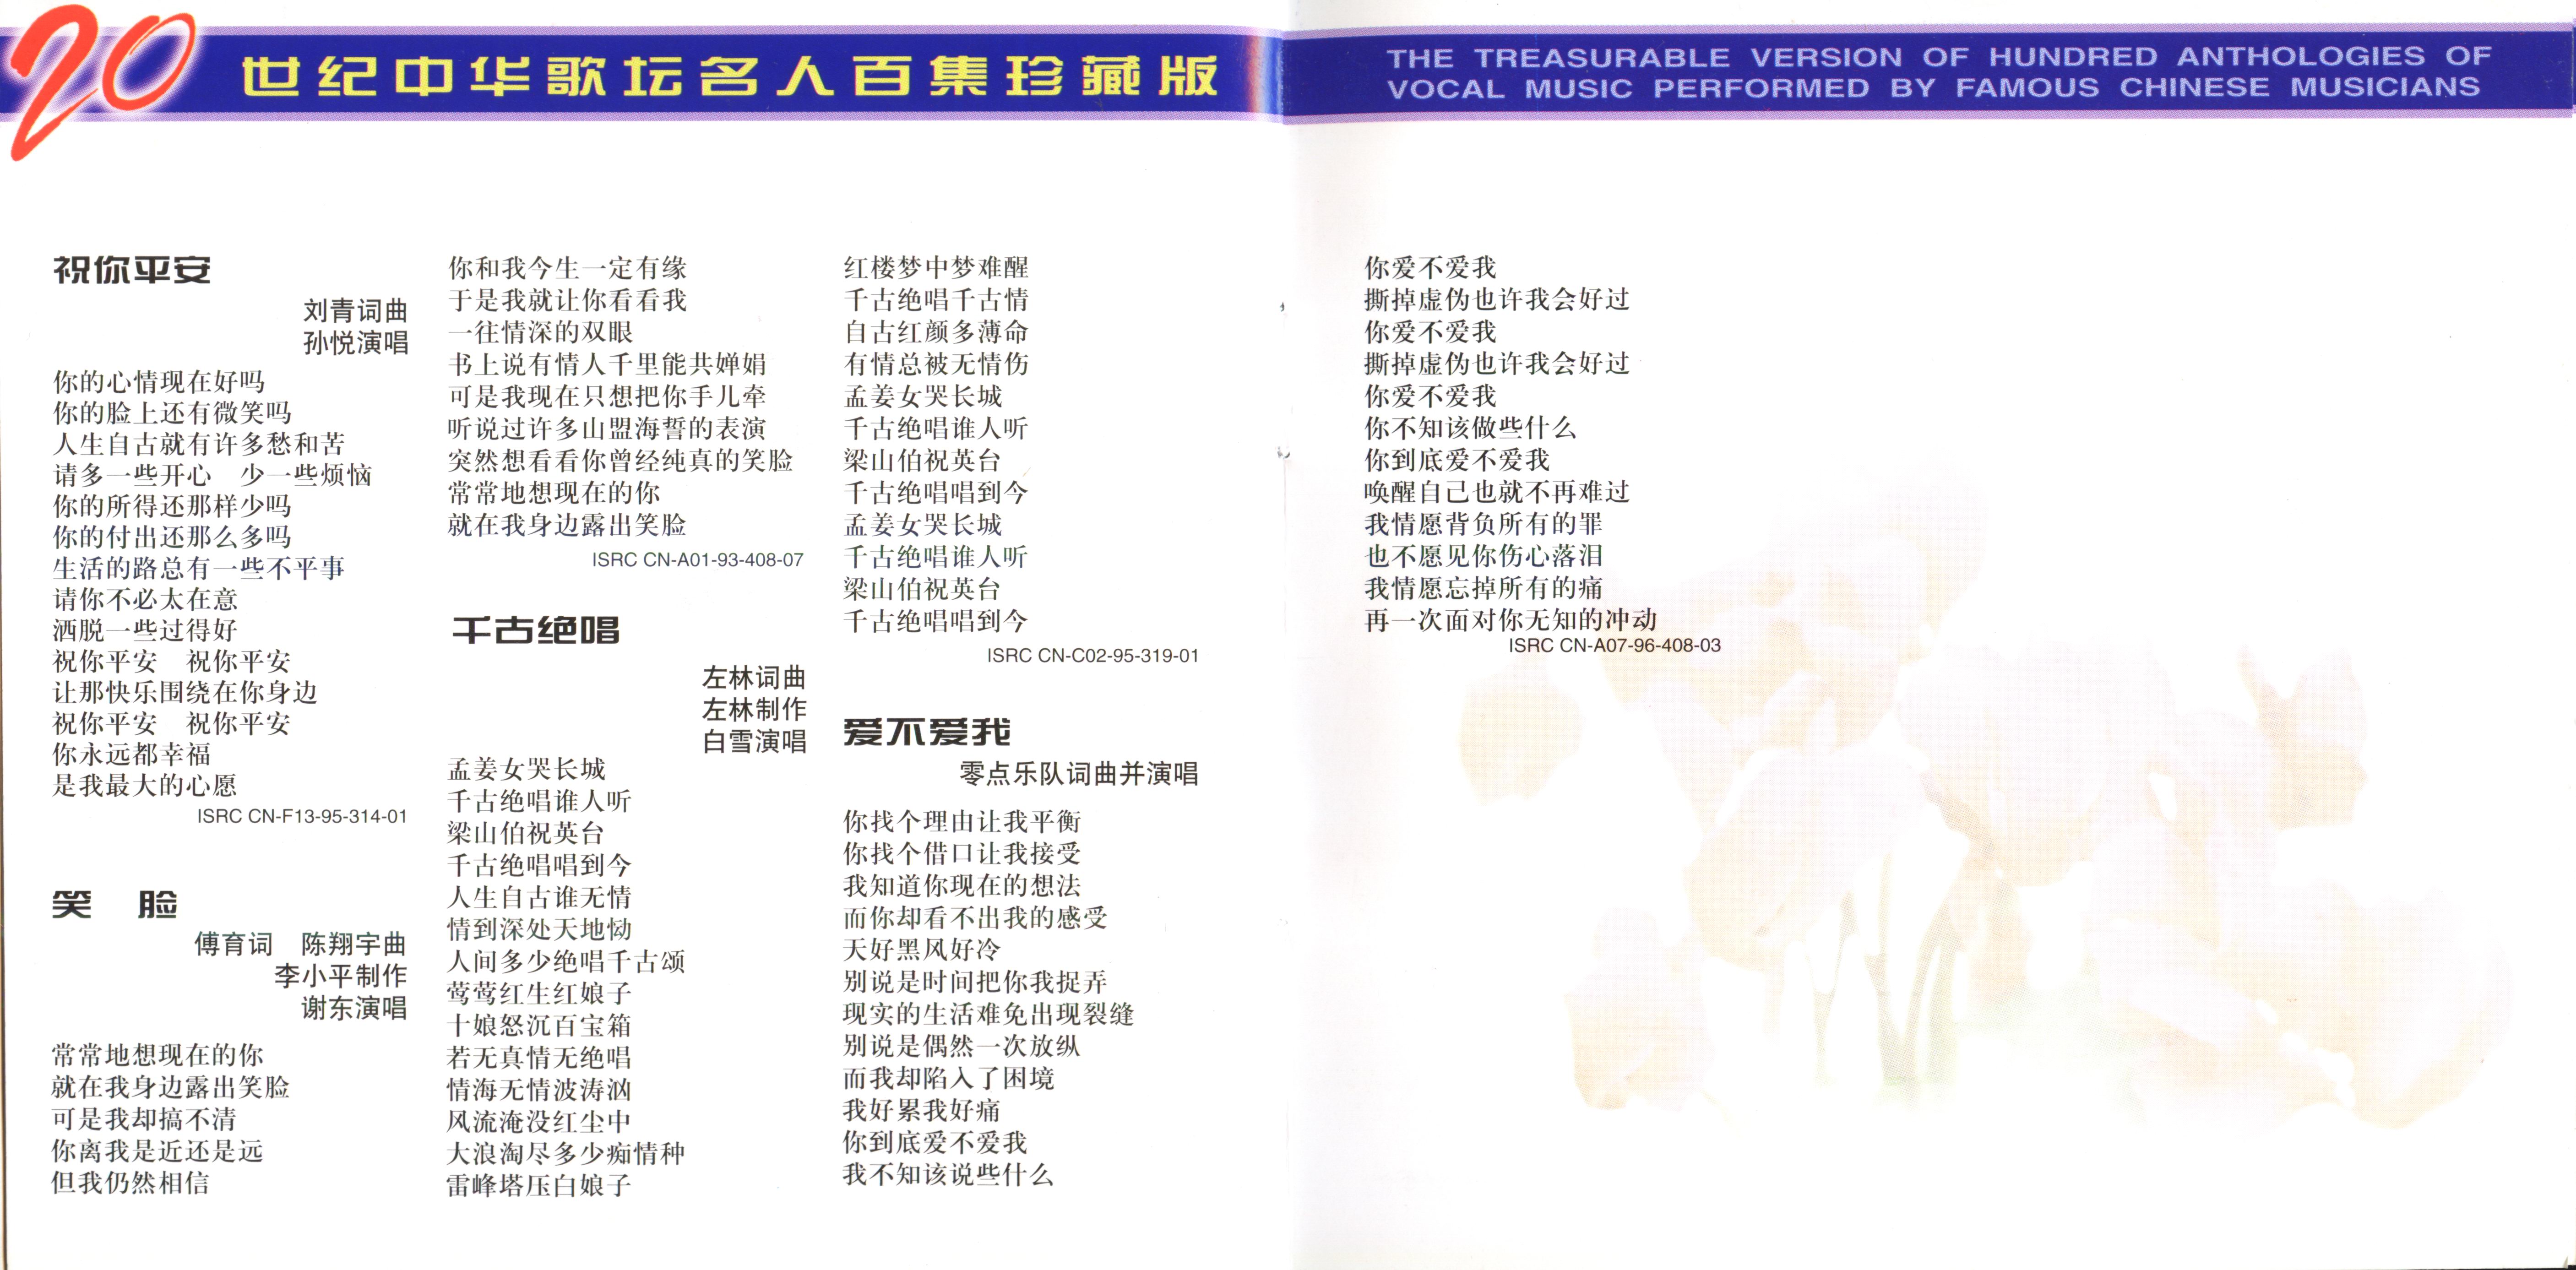 20
世纪中华歌坛名人百集珍藏版
THE TREASURABLE VERSION OF HUNDRED ANTHOLOGIES OF
VOCAL MUSIC PERFORMED BY FAMOUS CHINESE MUSICIANS
祝你平安
刘青词曲
孙悦演唱
你的心情现在好吗
你的脸上还有微笑吗
人生自古就有许多愁和苦
请多一些开心　少一些烦恼
你的所得还那样少吗
你的付出还那么多吗
生活的路总有一些不平事
请你不必太在意
洒脱一些过得好
祝你平安　祝你平安
让那快乐围绕在你身边
祝你平安　祝你平安
你永远都幸福
是我最大的心愿
ISRC CN-F13-95-314-01
笑　脸
傅育词　陈翔宇曲
李小平制作
谢东演唱
常常地想现在的你
就在我身边露出笑脸
可是我却搞不清
你离我是近还是远
但我仍然相信
你和我今生一定有缘
于是我就让你看看我
一往情深的双眼
书上说有情人千里能共婵娟
可是我现在只想把你手儿牵
听说过许多山盟海誓的表演
突然想看看你曾经纯真的笑脸
常常地想现在的你
就在我身边露出笑脸
ISRC CN-A01-93-408-07
千古绝唱
左林词曲
左林制作
白雪演唱
孟姜女哭长城
千古绝唱谁人听
梁山伯祝英台
千古绝唱唱到今
人生自古谁无情
情到深处天地恸
人间多少绝唱千古颂
莺莺红生红娘子
十娘怒沉百宝箱
若无真情无绝唱
情海无情波涛汹
风流淹没红尘中
大浪淘尽多少痴情种
雷峰塔压白娘子
红楼梦中梦难醒
千古绝唱千古情
自古红颜多薄命
有情总被无情伤
孟姜女哭长城
千古绝唱谁人听
梁山伯祝英台
千古绝唱唱到今
孟姜女哭长城
千古绝唱谁人听
梁山伯祝英台
千古绝唱唱到今
ISRC CN-C02-95-319-01
爱不爱我
零点乐队词曲并演唱
你找个理由让我平衡
你找个借口让我接受
我知道你现在的想法
而你却看不出我的感受
天好黑风好冷
别说是时间把你我捉弄
现实的生活难免出现裂缝
别说是偶然一次放纵
而我却陷入了困境
我好累我好痛
你到底爱不爱我
我不知该说些什么
你爱不爱我
撕掉虚伪也许我会好过
你爱不爱我
撕掉虚伪也许我会好过
你爱不爱我
你不知该做些什么
你到底爱不爱我
唤醒自己也就不再难过
我情愿背负所有的罪
也不愿见你伤心落泪
我情愿忘掉所有的痛
再一次面对你无知的冲动
ISRC CN-A07-96-408-03